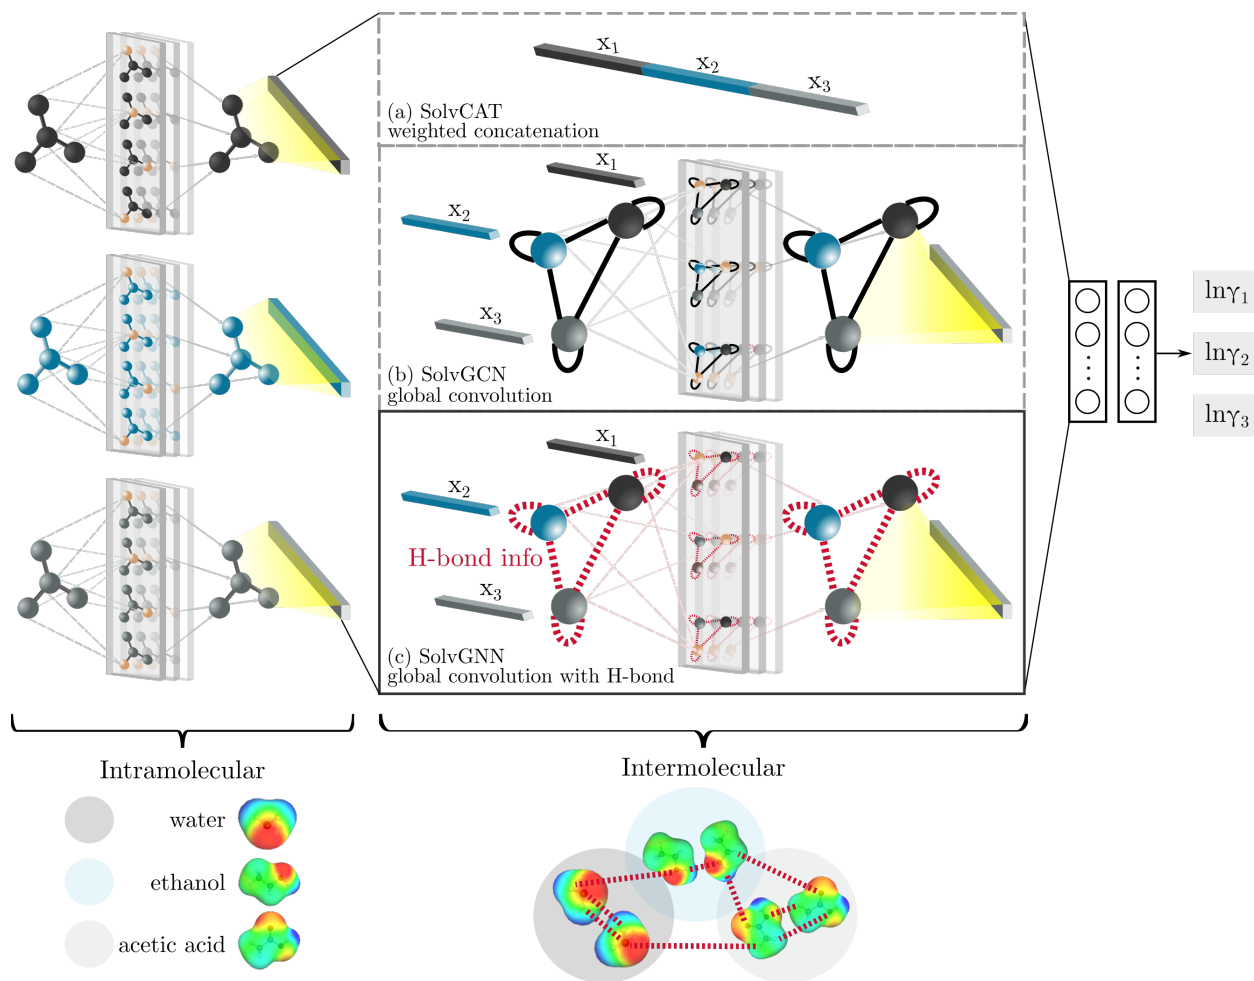 x1
x2
x3
(a) SolvCAT
weighted concatenation
x1
x2
x3
(b) SolvGCN
global convolution
x1
x2
H-bond info
x3
(c) SolvGNN
global convolution with H-bond
lnγ1
lnγ2
lnγ3
Intramolecular
water
ethanol
acetic acid
Intermolecular